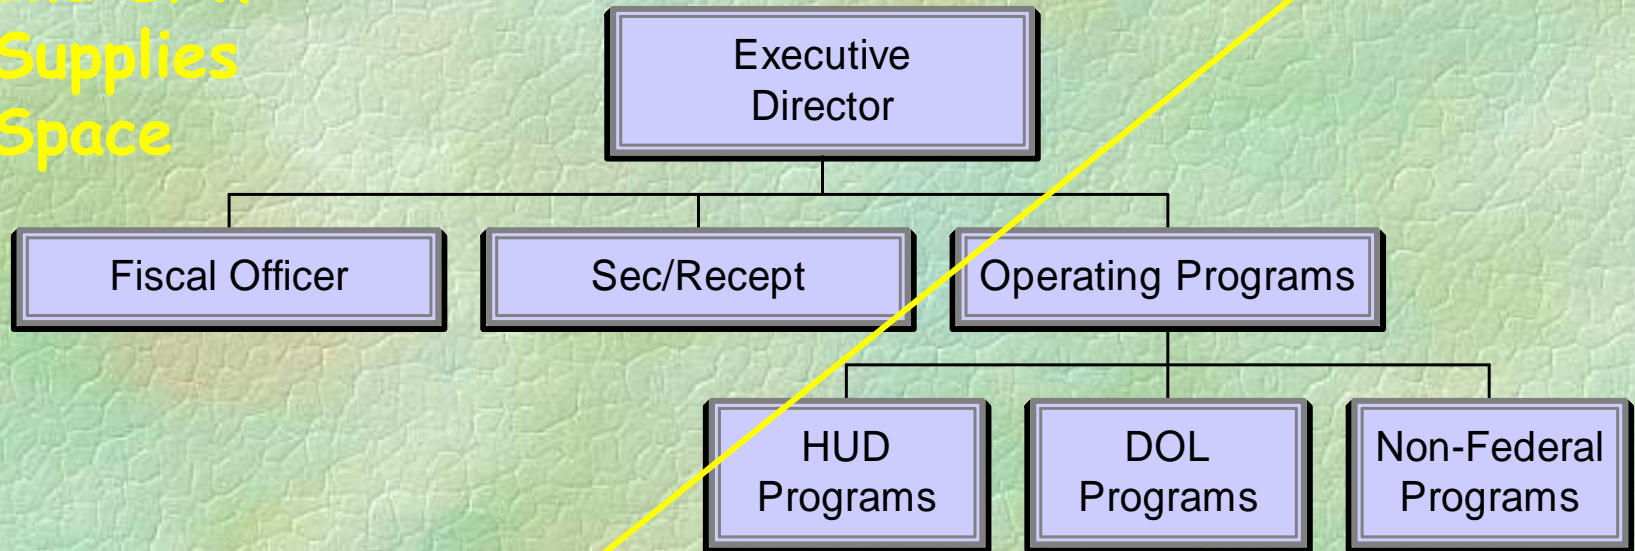 Supplies
Space
Executive
Director
Fiscal Officer
Sec/Recept
Operating Programs
HUD
Programs
DOL
Programs
Non-Federal
Programs